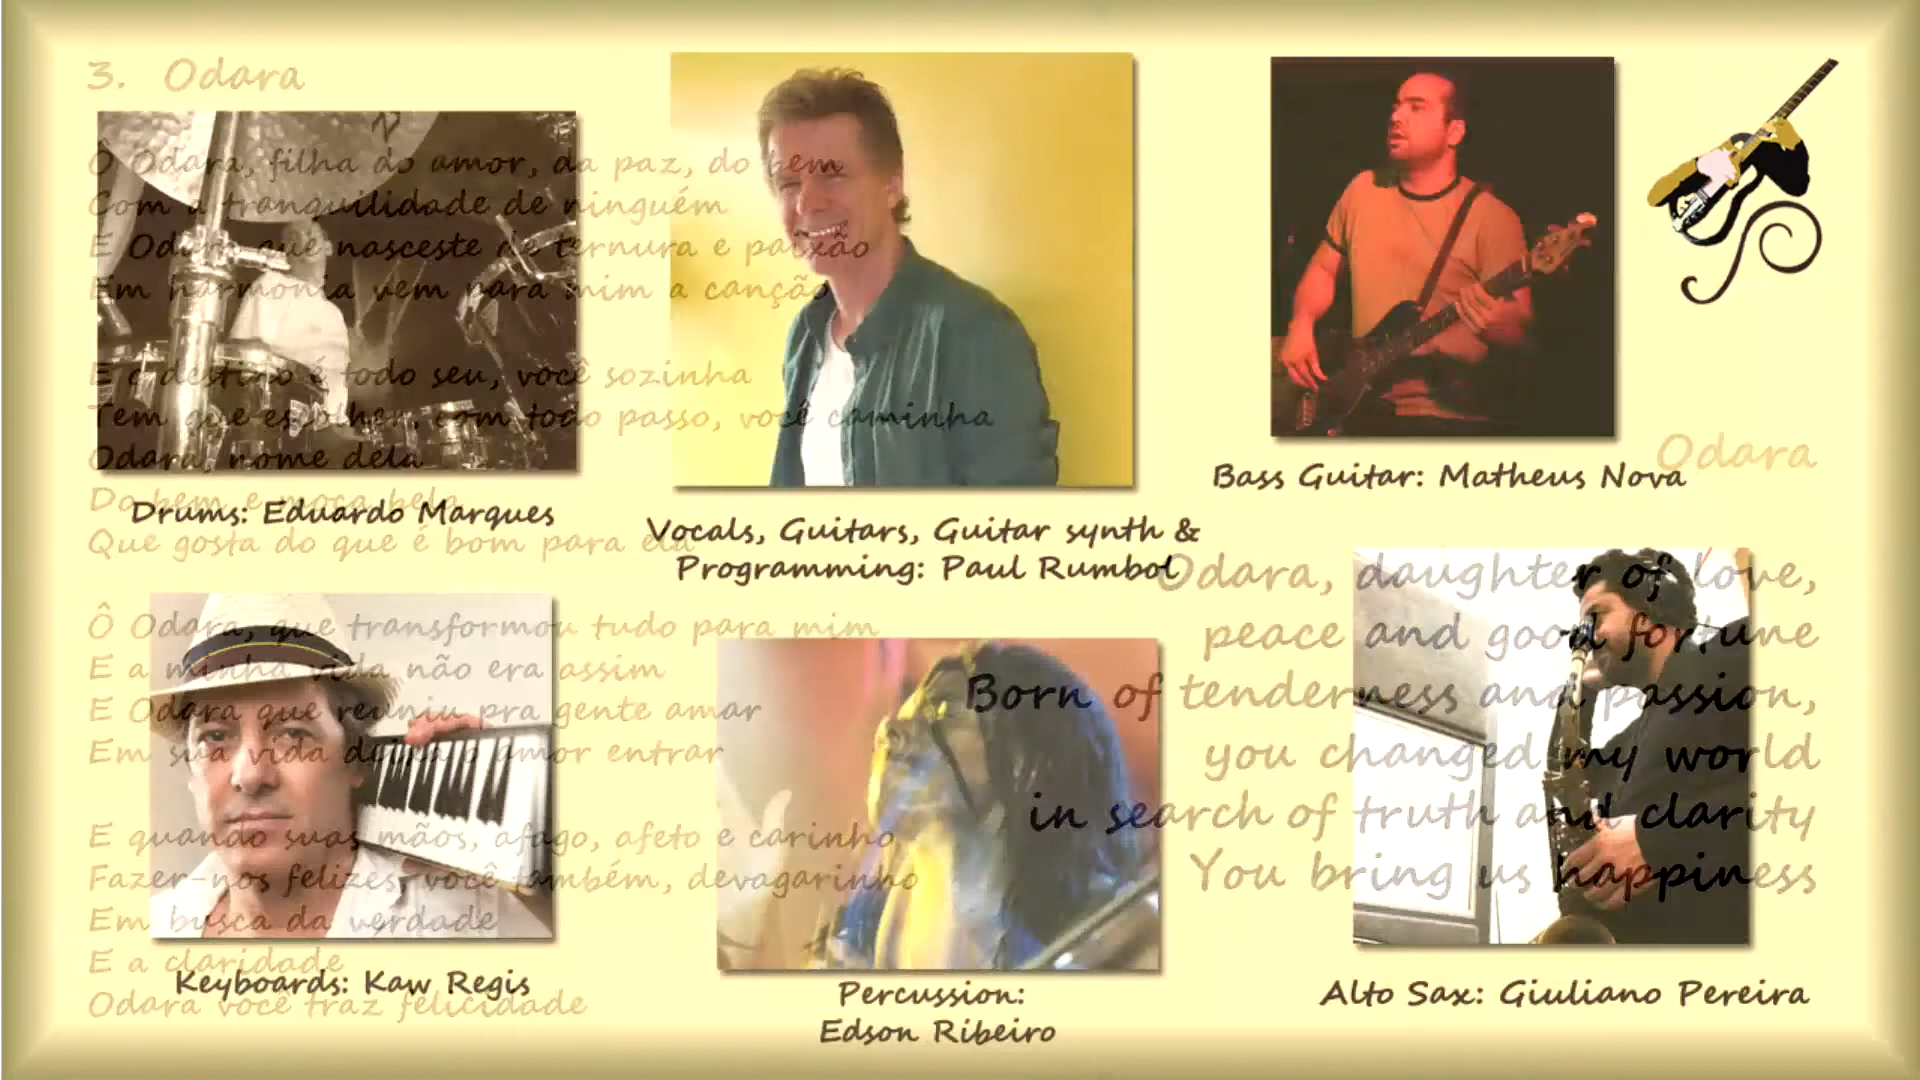 3. Odara
Ô Odara, filha do amor, da paz, do bem
Com a tranquilidade de ninguém
E Odara que nasceste de ternura e paixão
Em harmonia vem para mim a canção
E o destino é todo seu, você sozinha
Tem que escolher, com todo passo, você caminha
Odara, nome dela
Do bem e moça bela
Que gosta do que é bom para ela
Ô Odara, que transformou tudo para mim
E a minha vida não era assim
E Odara que reuniu pra gente amar
Em sua vida deixa o amor entrar
E quando suas mãos, afago, afeto e carinho
Fazer-nos felizes, você também, devagarinho
Em busca da verdade
E a claridade
Odara você traz felicidade
Drums: Eduardo Marques
Vocals, Guitars, Guitar synth &
Programming: Paul Rumbol
Bass Guitar: Matheus Nova
Keyboards: Kaw Regis
Percussion:
Edson Ribeiro
Alto Sax: Giuliano Pereira
Odara
Odara, daughter of love,
peace and good fortune
Born of tenderness and passion,
you changed my world
in search of truth and clarity
You bring us happiness